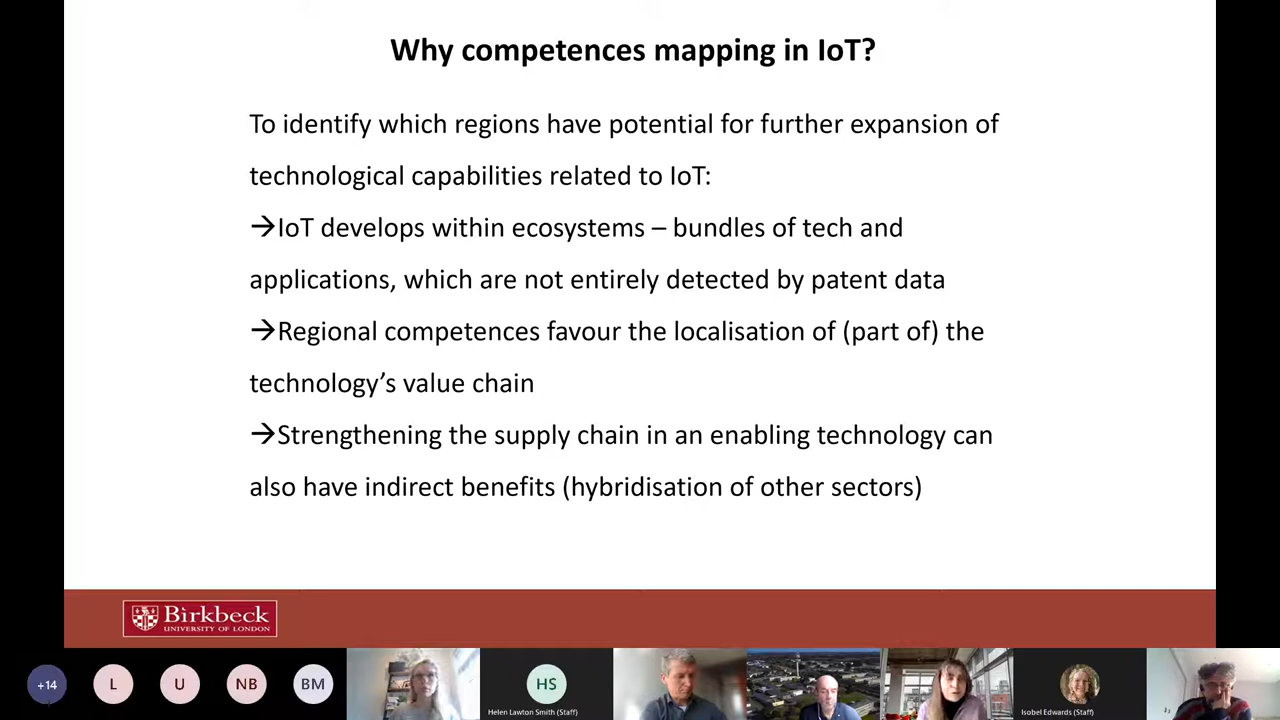 Why competences mapping in IoT?
To identify which regions have potential for further expansion of
technological capabilities related to IoT:
→IoT develops within ecosystems – bundles of tech and
applications, which are not entirely detected by patent data
→Regional competences favour the localisation of (part of) the
technology’s value chain
→Strengthening the supply chain in an enabling technology can
also have indirect benefits (hybridisation of other sectors)
Birkbeck
UNIVERSITY OF LONDON
+14
L
U
NB
BM
HS
Helen Lawton Smith (Staff)
Isobel Edwards (Staff)